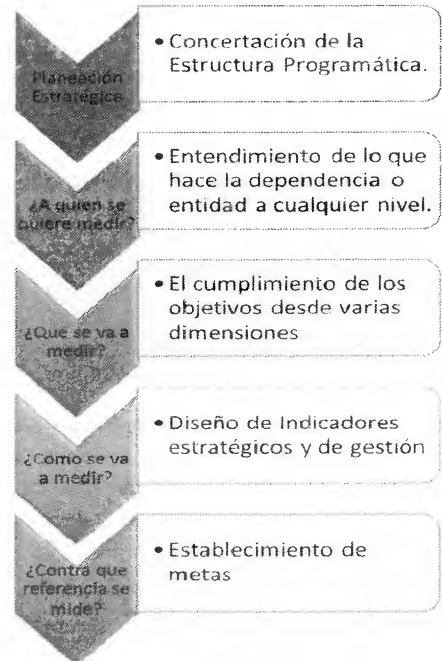 Planeación
Estratégica
• Concertación de la
Estructura Programática.
¿A quien se
quiere medir?
• Entendimiento de lo que
hace la dependencia o
entidad a cualquier nivel.
¿Que se va a
medir?
• El cumplimiento de los
objetivos desde varias
dimensiones
¿Como se va
a medir?
• Diseño de Indicadores
estratégicos y de gestión
¿Contra que
referencia se
mide?
• Establecimiento de
metas